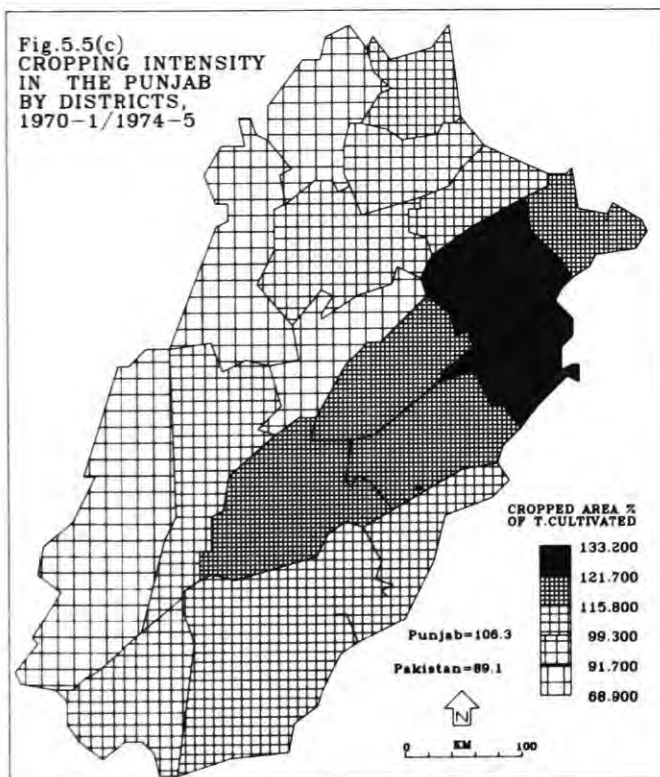 Fig.5.5(c)
CROPPING INTENSITY
IN THE PUNJAB
BY DISTRICTS,
1970-1/1974-5
CROPPED AREA %
OF T.CULTIVATED
133.200
121.700
115.800
99.300
91.700
68.900
Punjab=106.3
Pakistan=89.1
N
0 KM 100